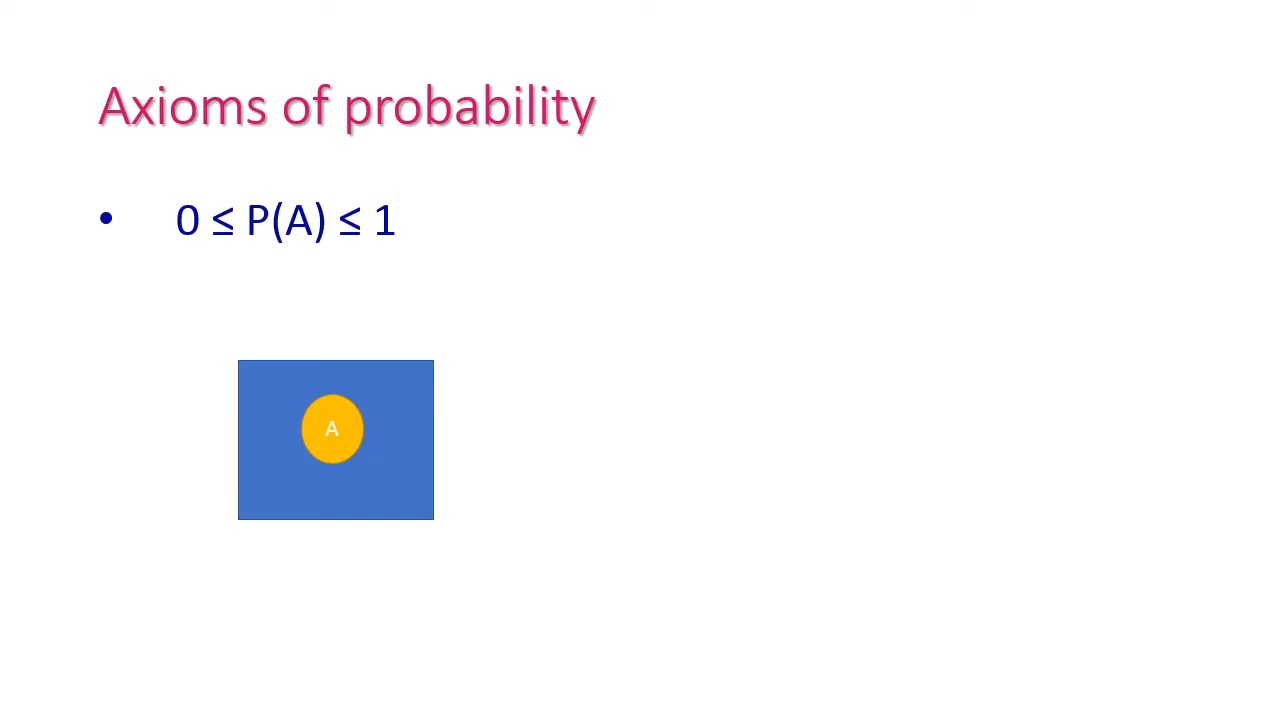 Axioms of probability
• 0 ≤ P(A) ≤ 1
A